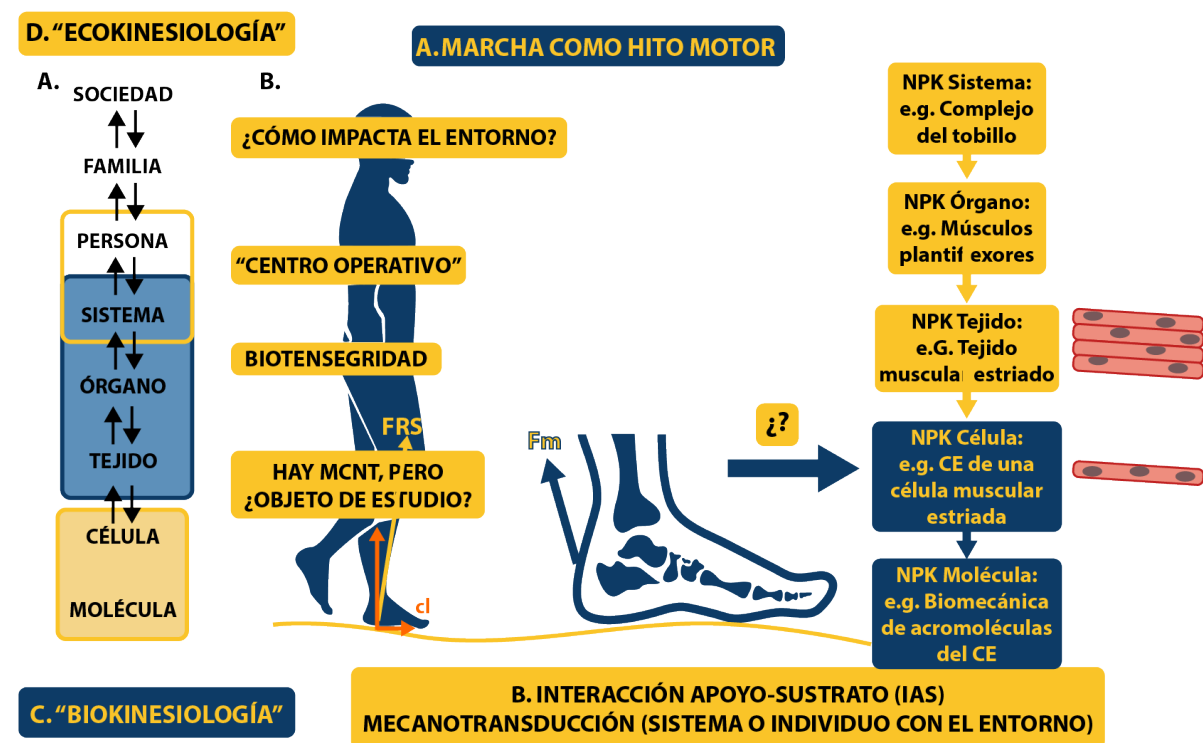 D. “ECOKINESIOLOGÍA”
A. MARCHA COMO HITO MOTOR
A.
SOCIEDAD
FAMILIA
PERSONA
SISTEMA
ÓRGANO
TEJIDO
CÉLULA
MOLÉCULA
B.
¿CÓMO IMPACTA EL ENTORNO?
“CENTRO OPERATIVO”
BIOTENSEGRIDAD
FRS
HAY MCNT, PERO
¿OBJETO DE ESTUDIO?
cl
Fm
¿?
NPK Sistema:
e.g. Complejo
del tobillo
NPK Órgano:
e.g. Músculos
plantif exores
NPK Tejido:
e.G. Tejido
muscular estriado
NPK Célula:
e.g. CE de una
célula muscular
estriada
NPK Molécula:
e.g. Biomecánica
de acromoléculas
del CE
C. “BIOKINESIOLOGÍA”
B. INTERACCIÓN APOYO-SUSTRATO (IAS)
MECANOTRANSDUCCIÓN (SISTEMA O INDIVIDUO CON EL ENTORNO)